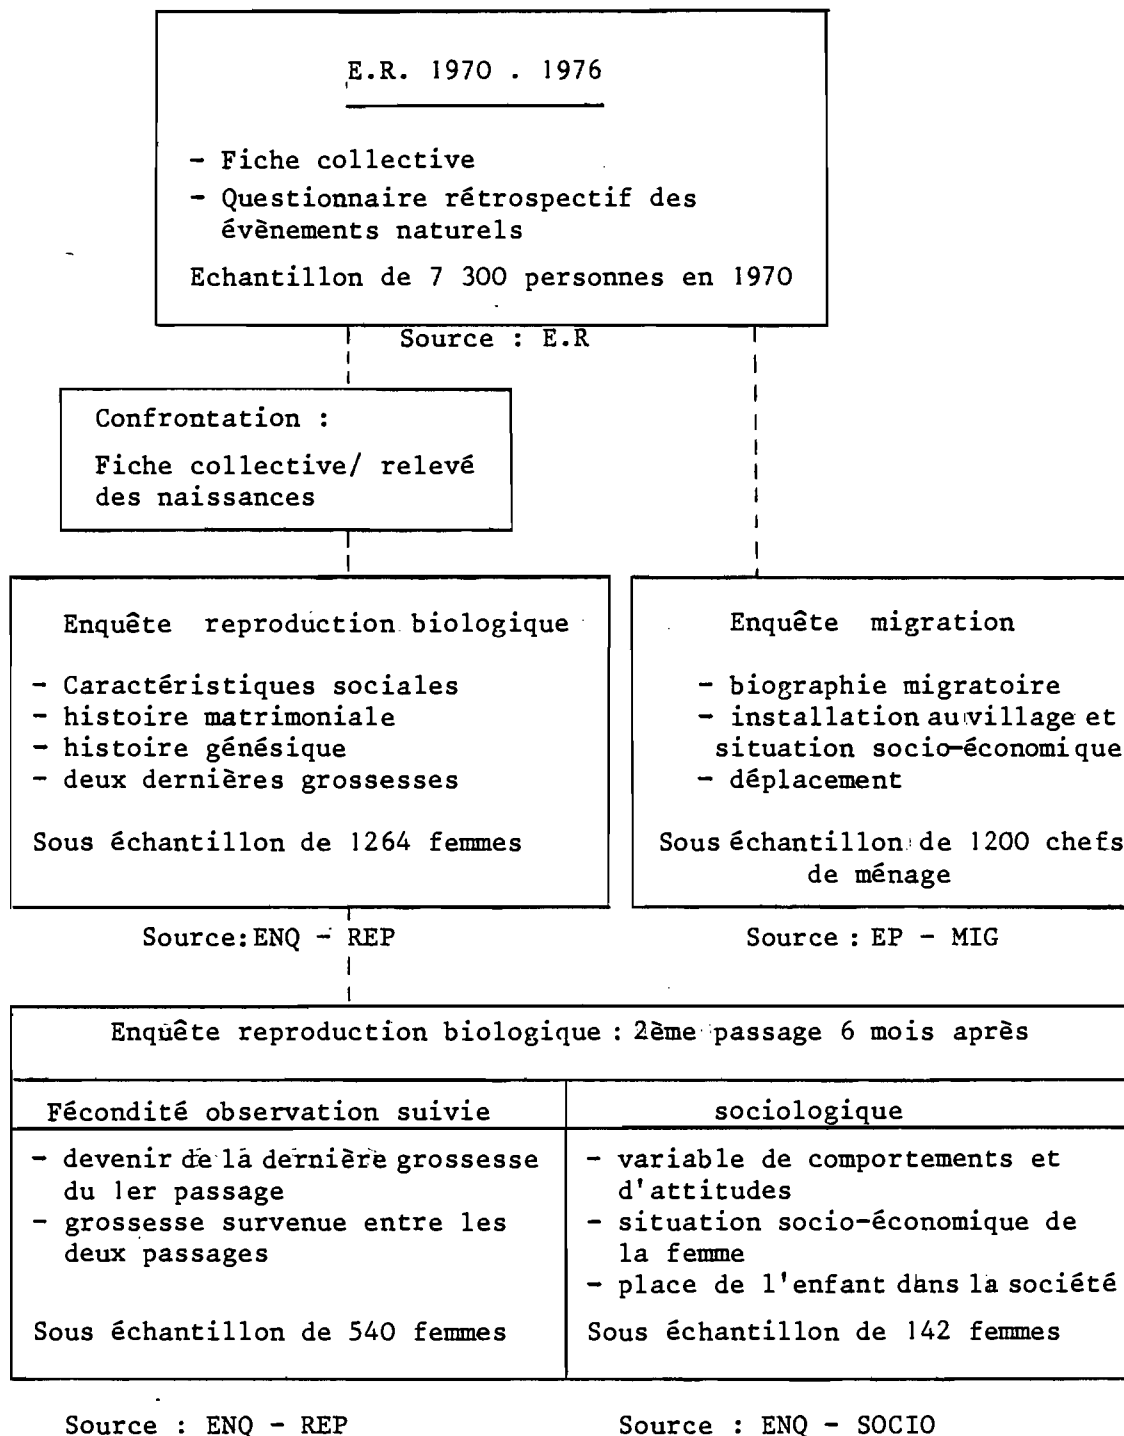 E.R. 1970 . 1976
- Fiche collective
- Questionnaire rétrospectif des
évènements naturels
Echantillon de 7 300 personnes en 1970
Source : E.R
Confrontation :
Fiche collective/ relevé
des naissances
Enquête reproduction biologique
- Caractéristiques sociales
- histoire matrimoniale
- histoire génésique
- deux dernières grossesses
Sous échantillon de 1264 femmes
Source: ENQ - REP
Enquête migration
- biographie migratoire
- installation au village et
situation socio-économique
- déplacement
Sous échantillon de 1200 chefs
de ménage
Source : EP - MIG
Enquête reproduction biologique : 2ème passage 6 mois après
Fécondité observation suivie
- devenir de la dernière grossesse
du 1er passage
- grossesse survenue entre les
deux passages
Sous échantillon de 540 femmes
Source : ENQ - REP
sociologique
- variable de comportements et
d'attitudes
- situation socio-économique de
la femme
- place de l'enfant dans la société
Sous échantillon de 142 femmes
Source : ENQ - SOCIO